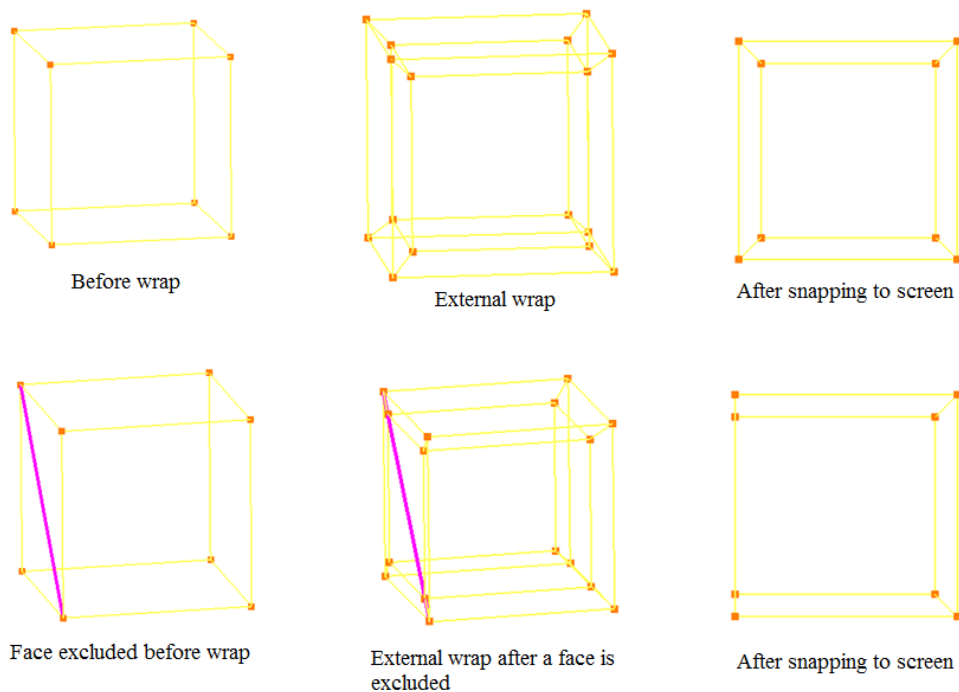 Before wrap
External wrap
After snapping to screen
Face excluded before wrap
External wrap after a face is
excluded
After snapping to screen